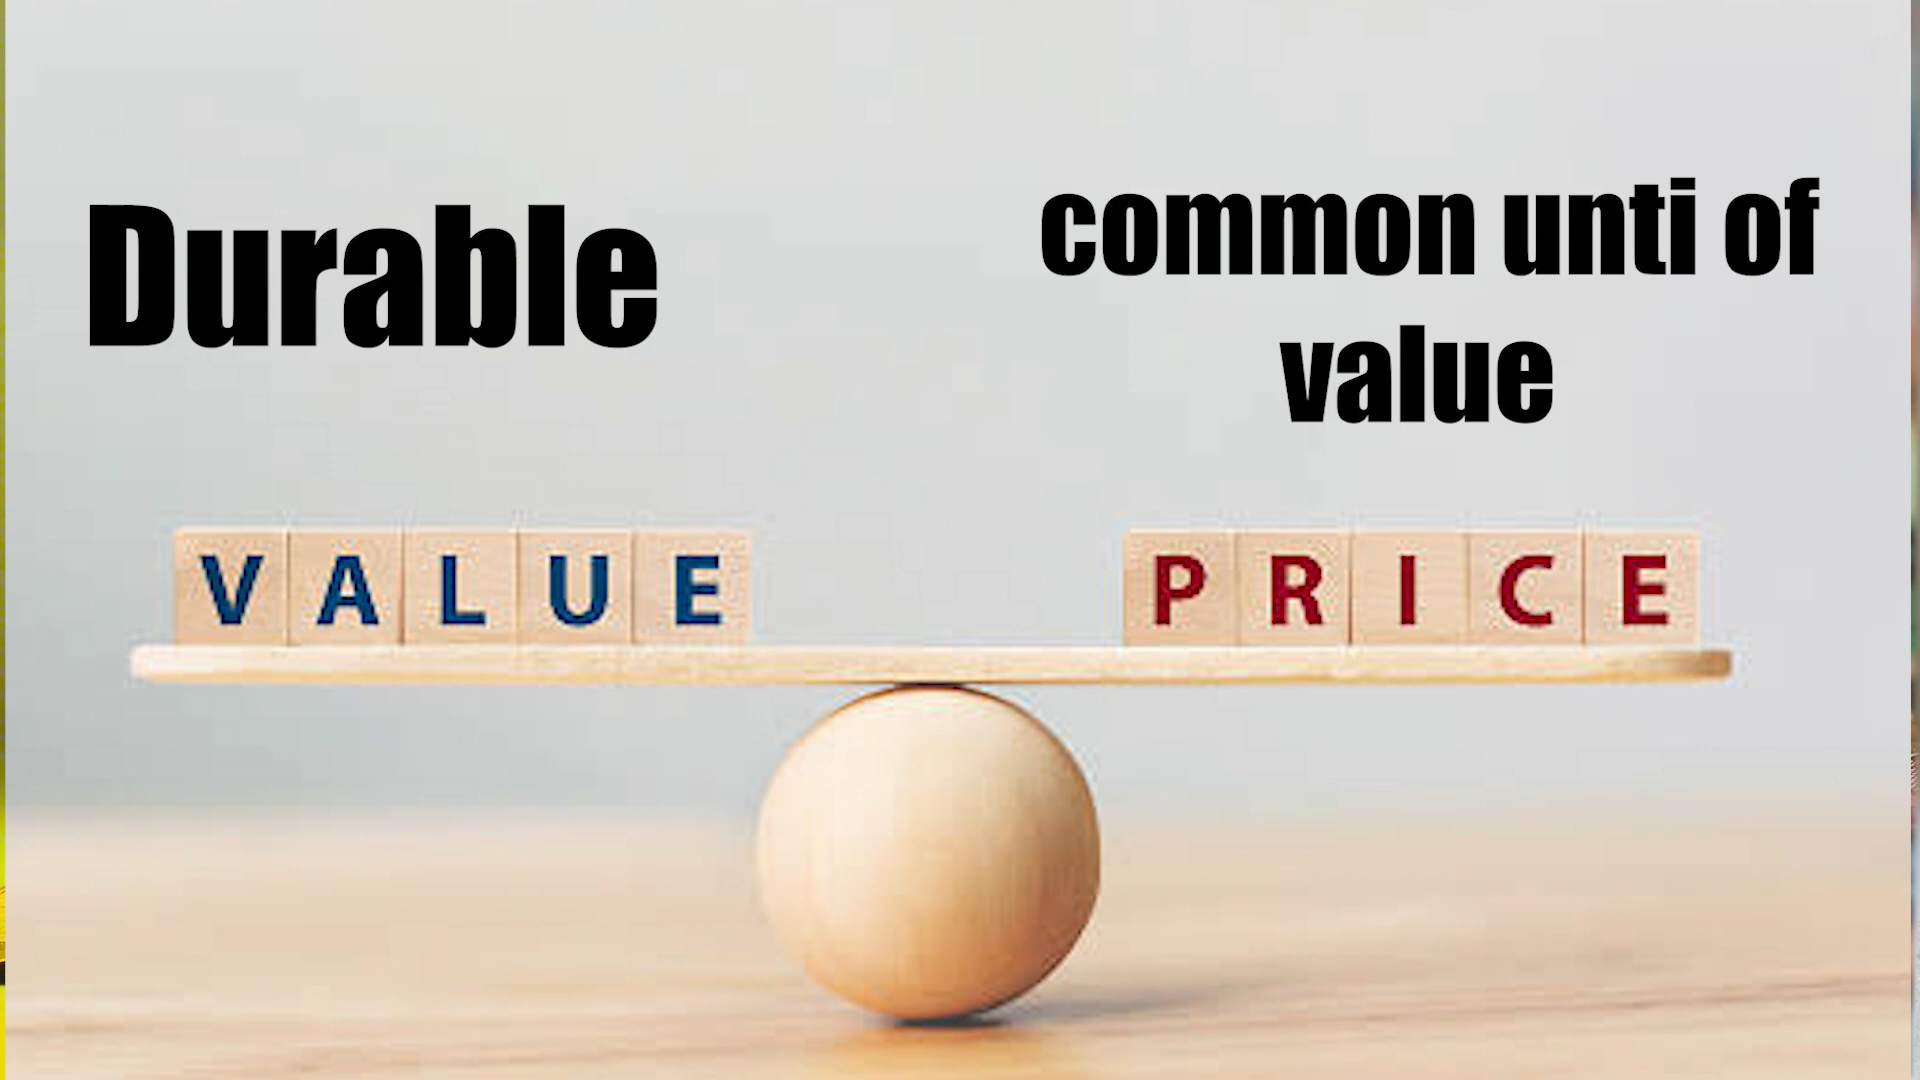 Durable
common unti of
value
VALUE
PRICE